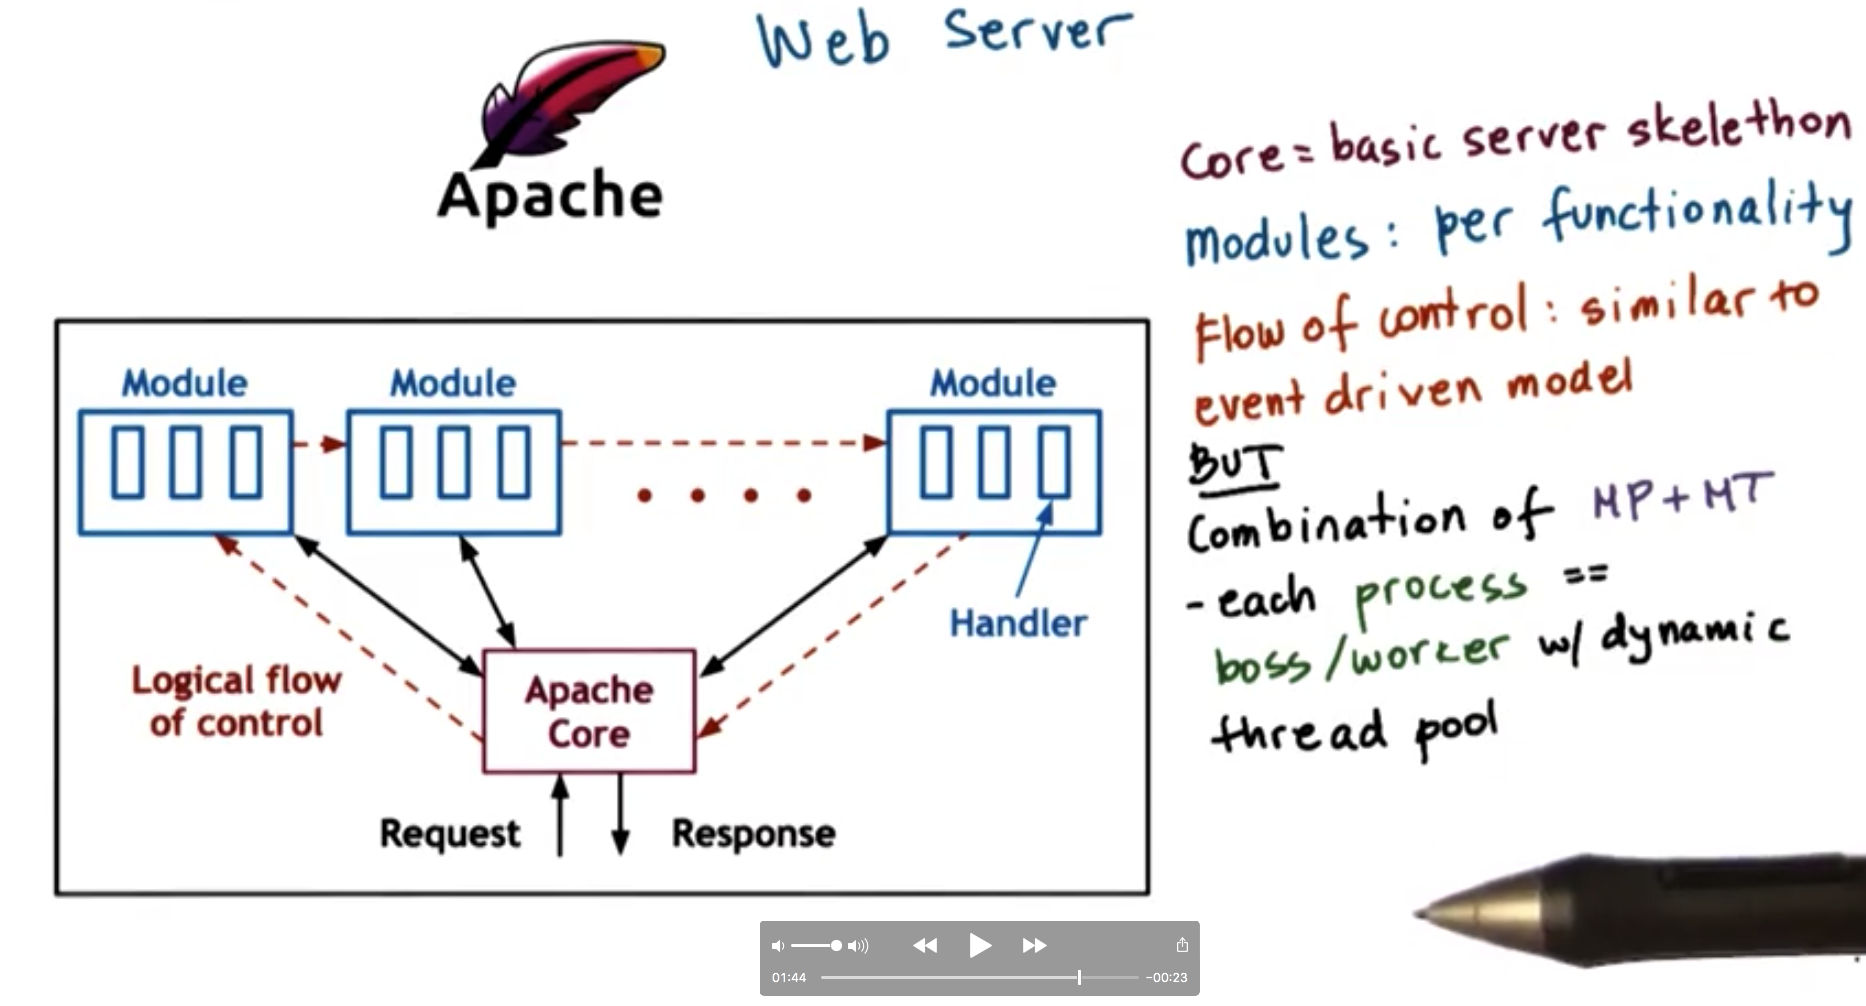 Web Server
Apache
Core = basic server skelethon
modules : per functionality
Flow of control : similar to
event driven model
BUT
Combination of MP + MT
- each process ==
boss / worker w/ dynamic
thread pool
Module
Module
Module
Handler
Logical flow
of control
Apache
Core
Request
Response
01:44
-00:23